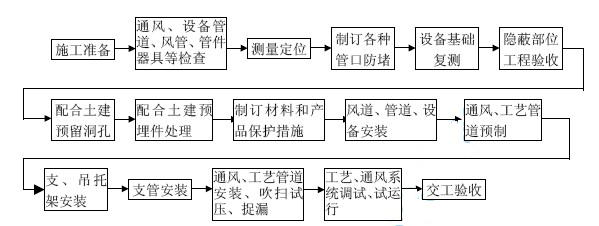 施工准备
通风、设备管
道、风管、管件
器具等检查
测量定位
制订各种
管口防堵
设备基础
复测
隐蔽部位
工程验收
配合土建
预留洞孔
配合土建预
埋件处理
制订材料和产
品保护措施
风道、管道、设
备安装
通风、工艺管
道预制
支、吊托
架安装
支管安装
通风、工艺管道
安装、吹扫试
压、捉漏
工艺、通风系
统调试、试运
行
交工验收